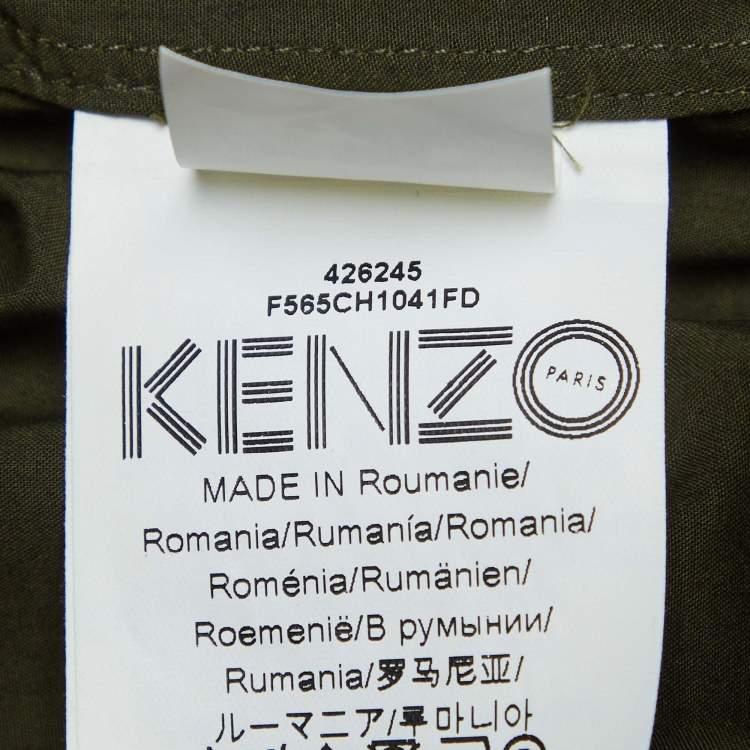 426245
F565CH1041FD
KENZO
PARIS
MADE IN Roumanie/
Romania/Rumanía/Romania/
Roménia/Rumänien/
Roemenië/В румынии/
Rumania/罗马尼亚/
ルーマニア/루마니아